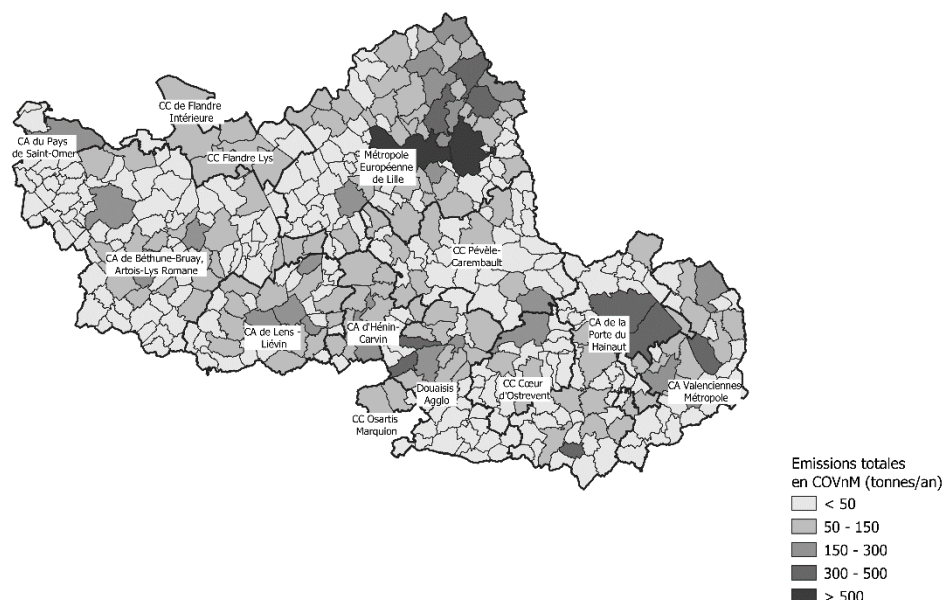 CC de Flandre
Intérieure
CA du Pays
de Saint-Omer
CC Flandre Lys
Métropole
Européenne
de Lille
CC Pévèle-
Carembault
CA de Béthune-Bruay,
Artois-Lys Romane
CA de Lens -
Liévin
CA d'Hénin-
Carvin
CA de la
Porte du
Hainaut
CA Valenciennes
Métropole
Douaisis
Agglo
CC Cœur
d'Ostrevent
CC Osartis
Marquion
Emissions totales
en COVnM (tonnes/an)
< 50
50 - 150
150 - 300
300 - 500
> 500